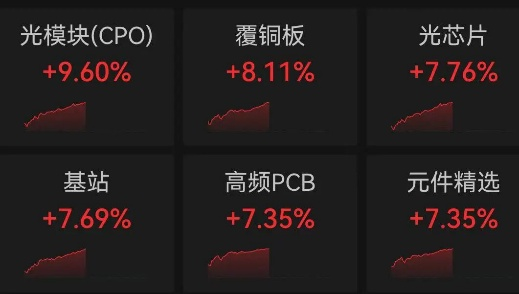 光模块(CPO) 覆铜板 光芯片
+9.60% +8.11% +7.76%
基站 高频PCB 元件精选
+7.69% +7.35% +7.35%